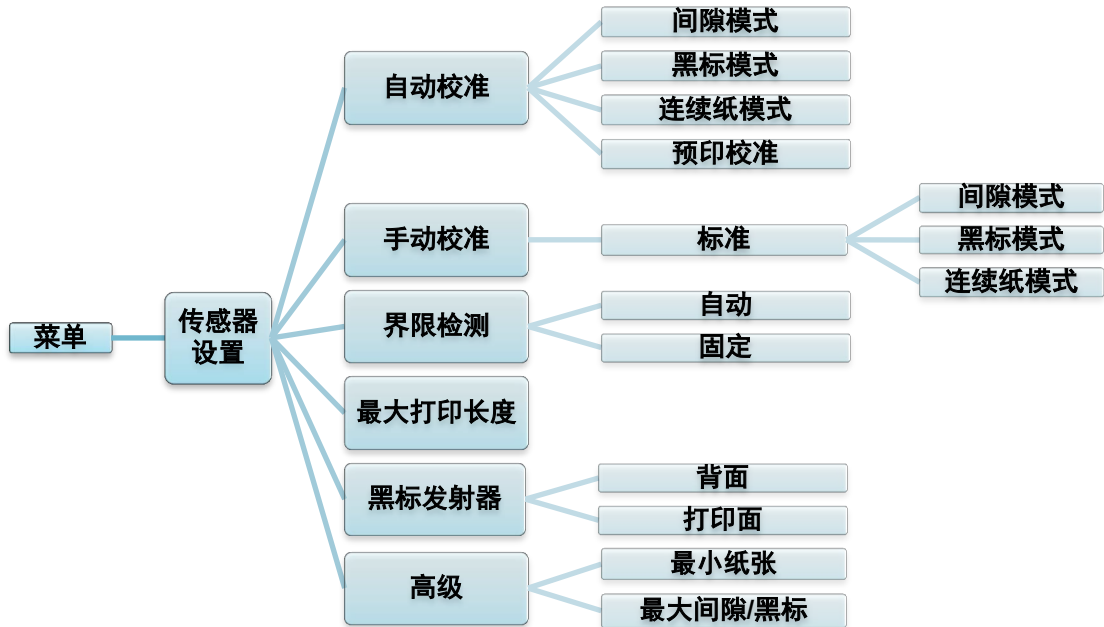 菜单
传感器
设置
自动校准
间隙模式
黑标模式
连续纸模式
预印校准
手动校准
标准
间隙模式
黑标模式
连续纸模式
界限检测
自动
固定
最大打印长度
黑标发射器
背面
打印面
高级
最小纸张
最大间隙/黑标